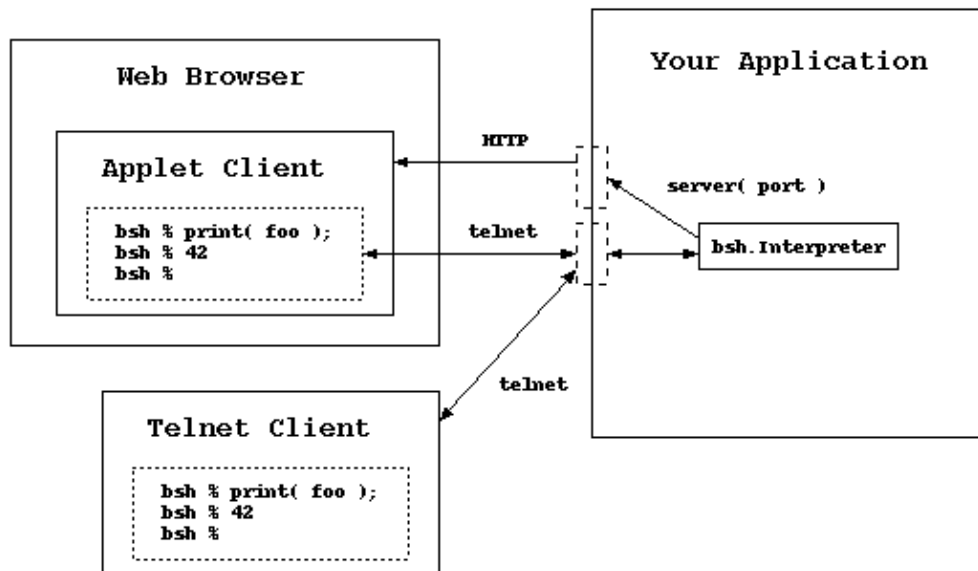 Web Browser
Applet Client
bsh % print( foo );
bsh % 42
bsh %
HTTP
telnet
telnet
Your Application
server( port )
bsh.Interpreter
Telnet Client
bsh % print( foo );
bsh % 42
bsh %